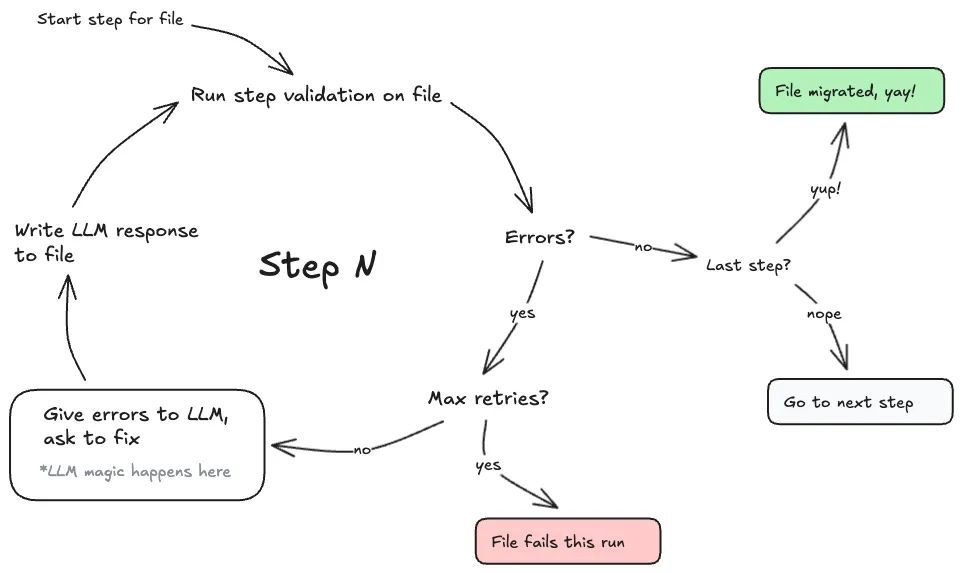 Start step for file
Run step validation on file
File migrated, yay!
yup!
Write LLM response
to file
Step N
Errors?
no
Last step?
yes
nope
Max retries?
Go to next step
Give errors to LLM,
ask to fix
*LLM magic happens here
no
yes
File fails this run